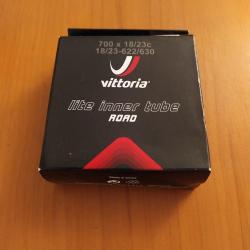 700 x 18/23c
18/23-622/630
vittoria
lite inner tube
ROAD